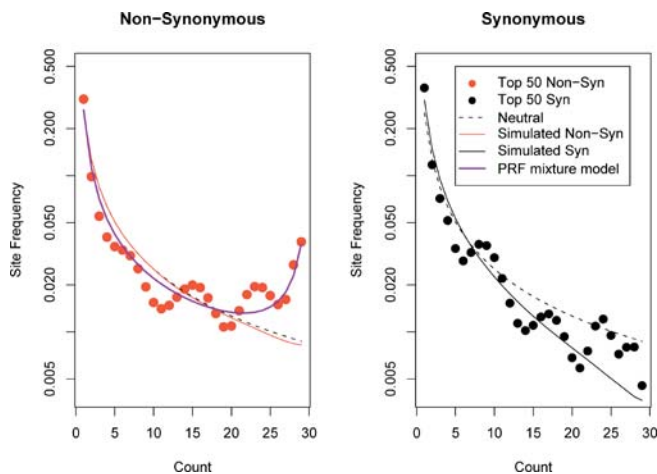 Non−Synonymous
Site Frequency
0.500
0.200
0.050
0.020
0.005
0 5 10 15 20 25 30
Count
Synonymous
Site Frequency
0.500
0.200
0.050
0.020
0.005
Top 50 Non−Syn
Top 50 Syn
Neutral
Simulated Non−Syn
Simulated Syn
PRF mixture model
0 5 10 15 20 25 30
Count